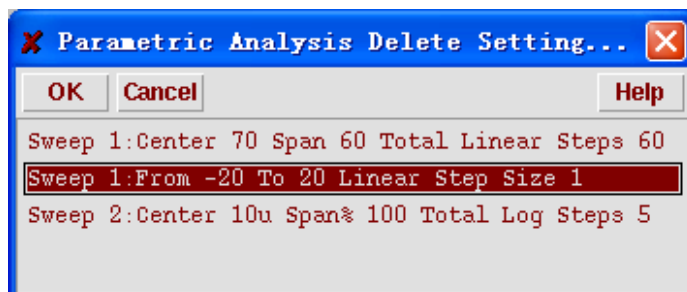 Parametric Analysis Delete Setting...
OK Cancel Help
Sweep 1:Center 70 Span 60 Total Linear Steps 60
Sweep 1:From -20 To 20 Linear Step Size 1
Sweep 2:Center 10u Span% 100 Total Log Steps 5